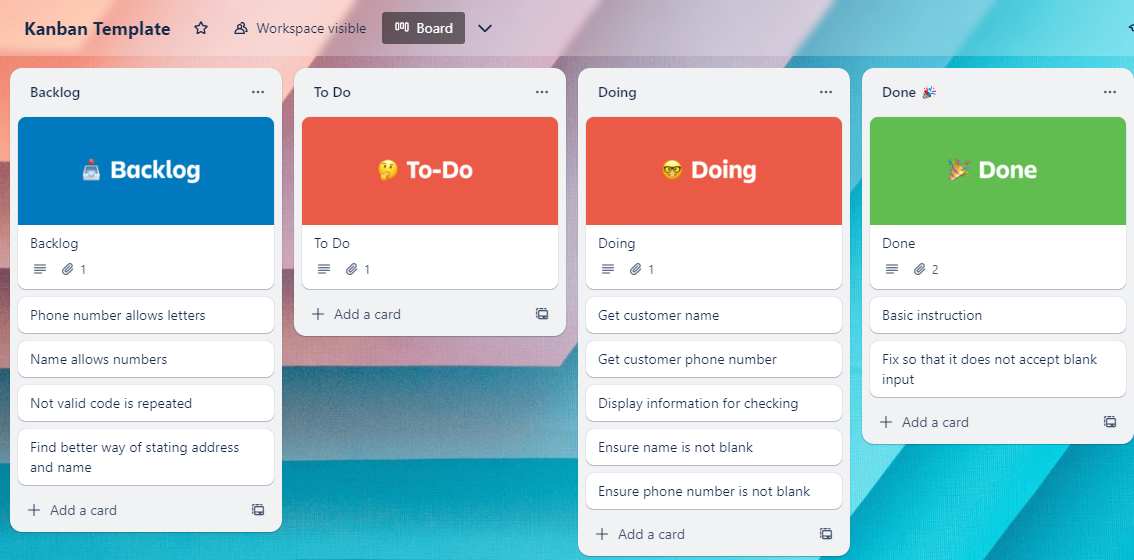 Kanban Template
Workspace visible
Board
Backlog
Backlog
Backlog
1
Phone number allows letters
Name allows numbers
Not valid code is repeated
Find better way of stating address
and name
Add a card
To Do
To-Do
To Do
1
Add a card
Doing
Doing
Doing
1
Get customer name
Get customer phone number
Display information for checking
Ensure name is not blank
Ensure phone number is not blank
Add a card
Done 🎉
Done
Done
2
Basic instruction
Fix so that it does not accept blank
input
Add a card